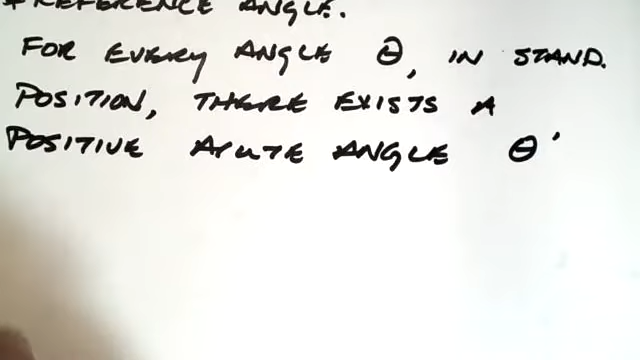 # REFERENCE ANGLE.
FOR EVERY ANGLE θ, IN STAND.
POSITION, THERE EXISTS A
POSITIVE ACUTE ANGLE θ'